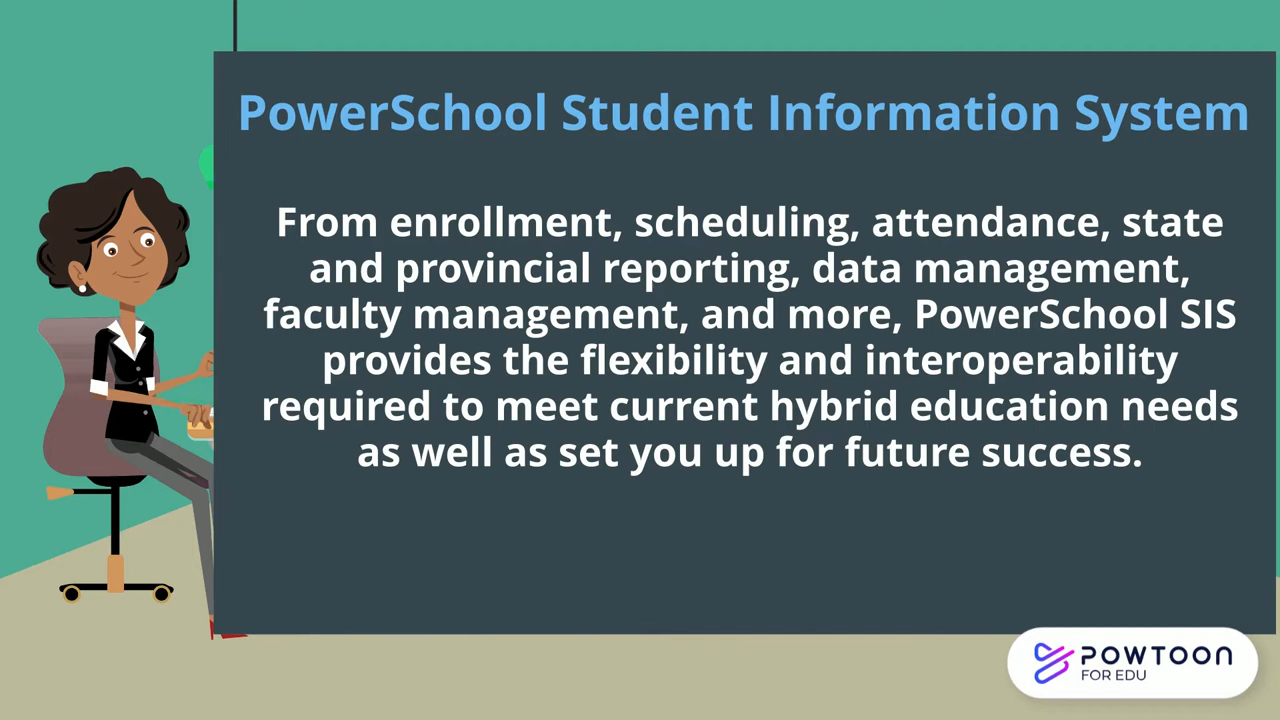 PowerSchool Student Information System
From enrollment, scheduling, attendance, state
and provincial reporting, data management,
faculty management, and more, PowerSchool SIS
provides the flexibility and interoperability
required to meet current hybrid education needs
as well as set you up for future success.
POWTOON
FOR EDU